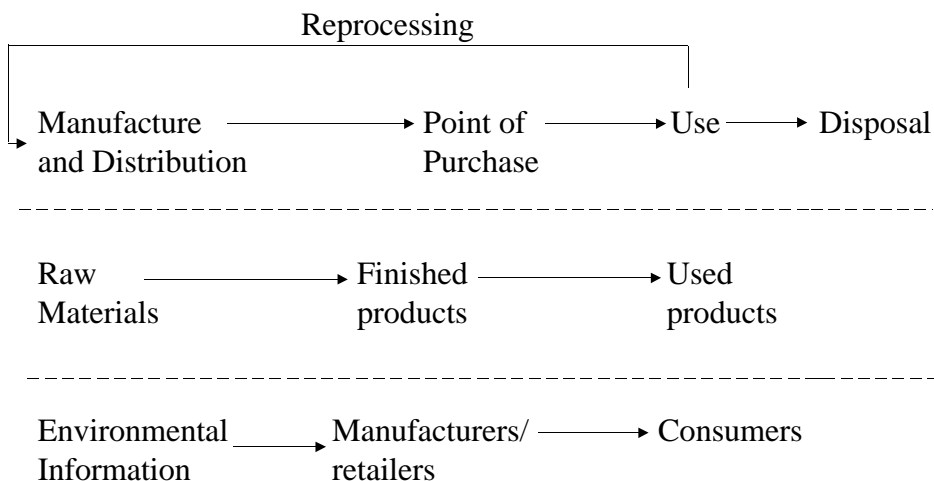 Reprocessing
Manufacture
and Distribution
Point of
Purchase
Use
Disposal
Raw
Materials
Finished
products
Used
products
Environmental
Information
Manufacturers/
retailers
Consumers